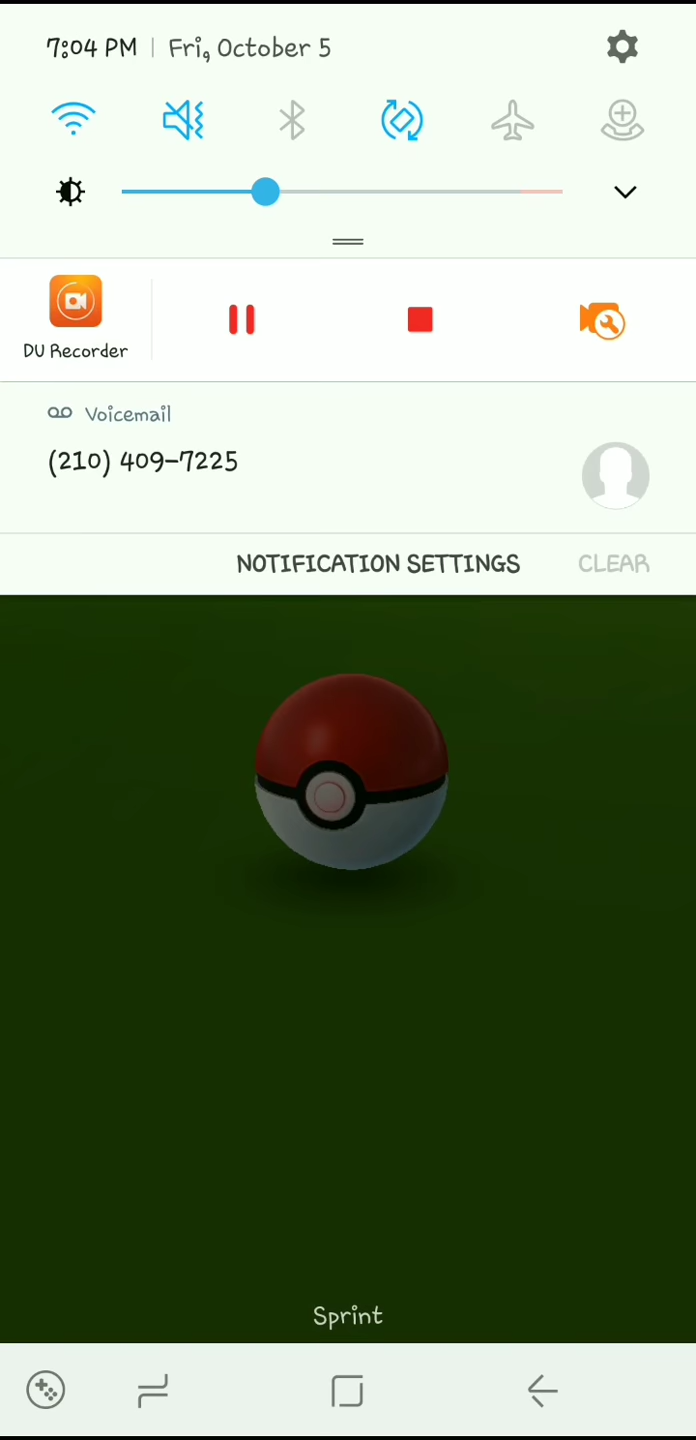 7:04 PM | Fri, October 5
DU Recorder
Voicemail
(210) 409-7225
NOTIFICATION SETTINGS CLEAR
Sprint